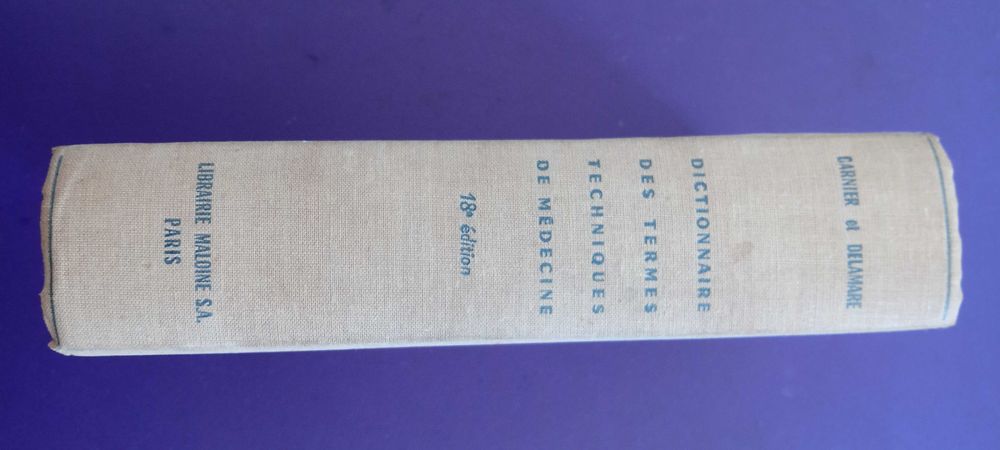 GARNIER et DELAMARE
DICTIONNAIRE
DES TERMES
TECHNIQUES
DE MÉDECINE
18e édition
LIBRAIRIE MALOINE S.A.
PARIS